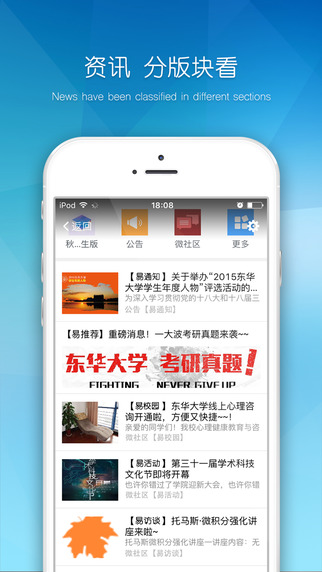 资讯 分版块看
News have been classified in different sections
iPod 18:08
返回
秋...生版 公告 微社区 更多
【易通知】关于举办“2015东华
大学学生年度人物”评选活动的...
为深入学习贯彻党的十八大和十八届三
公告【易通知】
【易推荐】重磅消息！一大波考研真题来袭~~
东华大学 考研真题！
FIGHTING NEVER GIVE UP
【易校园】东华大学线上心理咨
询开通啦，方便又快捷~！
亲爱的同学们！我校心理健康教育与咨
微社区【易校园】
【易活动】第三十一届学术科技
文化节即将开幕
也许你错过了学院迎新大会，也许你
微社区【易活动】
【易访谈】托马斯·微积分强化讲
座来啦~
托马斯·微积分强化讲座一讲座内容：无
微社区【易访谈】